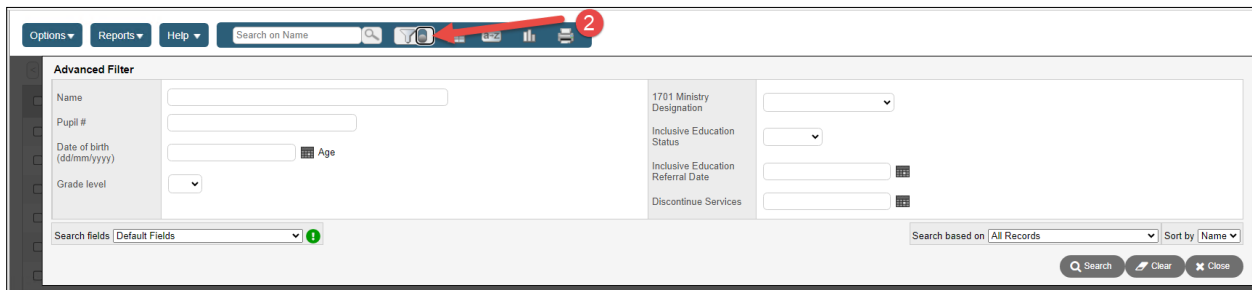 Options Reports Help Search on Name a-z 2
Advanced Filter
Name
Pupil #
Date of birth
(dd/mm/yyyy)
Age
Grade level
1701 Ministry
Designation
Inclusive Education
Status
Inclusive Education
Referral Date
Discontinue Services
Search fields Default Fields
Search based on All Records Sort by Name
Search Clear Close